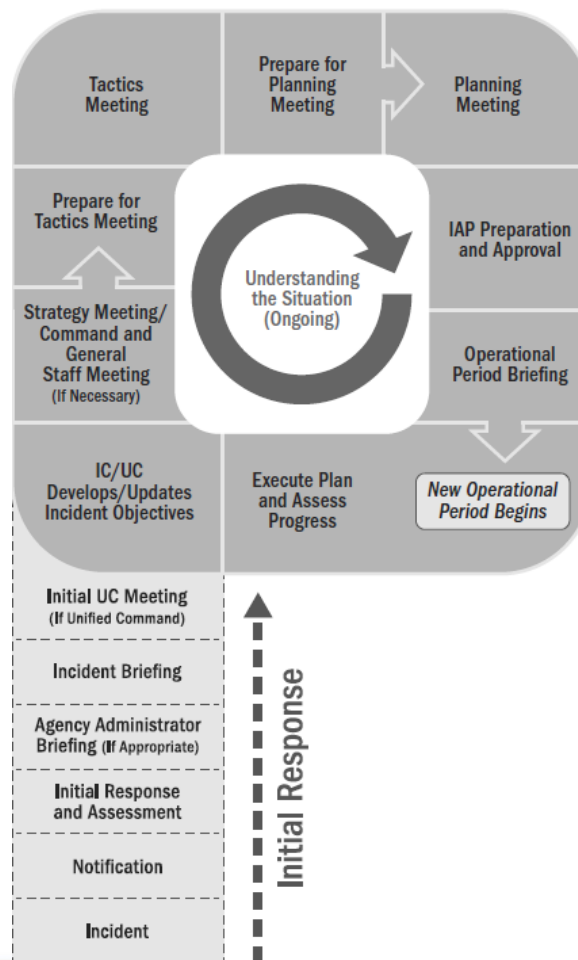 Tactics
Meeting
Prepare for
Planning
Meeting
Planning
Meeting
Prepare for
Tactics Meeting
Understanding
the Situation
(Ongoing)
IAP Preparation
and Approval
Strategy Meeting/
Command and
General
Staff Meeting
(If Necessary)
Operational
Period Briefing
IC/UC
Develops/Updates
Incident Objectives
Execute Plan
and Assess
Progress
New Operational
Period Begins
Initial UC Meeting
(If Unified Command)
Incident Briefing
Agency Administrator
Briefing (If Appropriate)
Initial Response
and Assessment
Notification
Incident
Initial Response